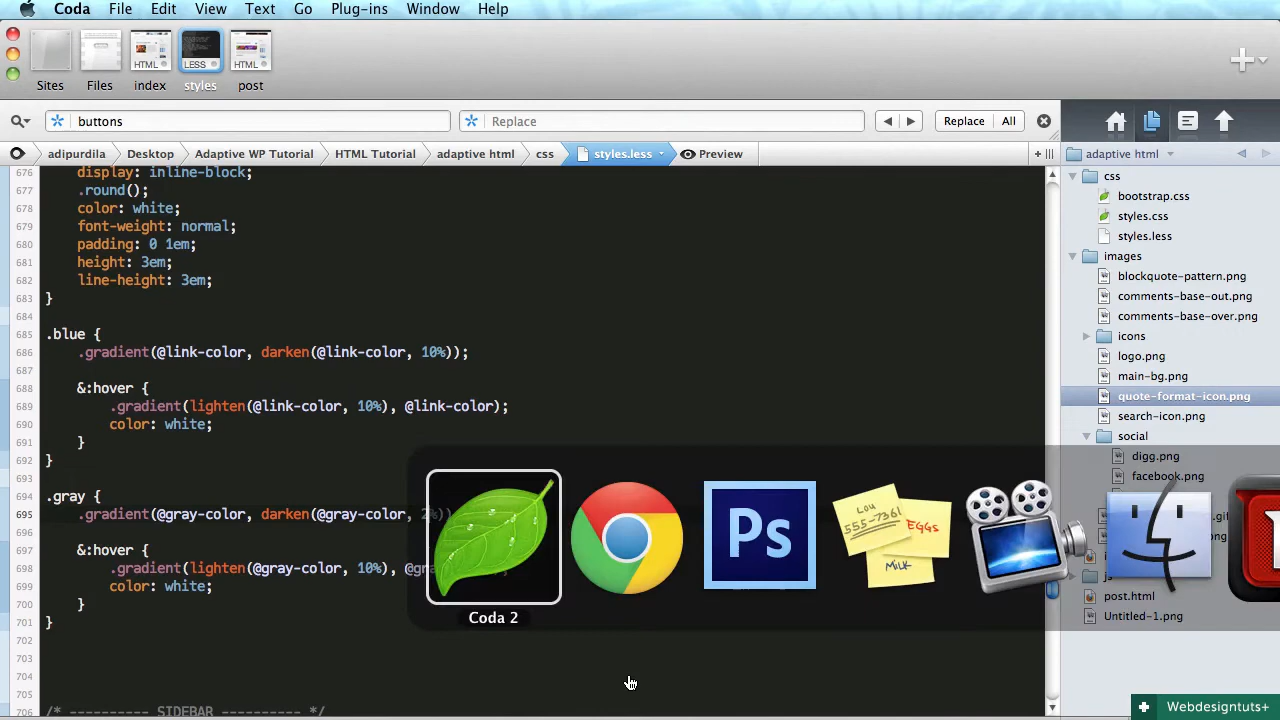 Coda File Edit View Text Go Plug-ins Window Help
HTML LESS HTML
Sites Files index styles post
buttons Replace Replace All
adipurdila Desktop Adaptive WP Tutorial HTML Tutorial adaptive html css styles.less Preview adaptive html
676 display: inline-block;
677 .round();
678 color: white;
679 font-weight: normal;
680 padding: 0 1em;
681 height: 3em;
682 line-height: 3em;
683 }
684
685 .blue {
686 .gradient(@link-color, darken(@link-color, 10%));
687
688 &:hover {
689 .gradient(lighten(@link-color, 10%), @link-color);
690 color: white;
691 }
692 }
693
694 .gray {
695 .gradient(@gray-color, darken(@gray-color, 2%))
696
697 &:hover {
698 .gradient(lighten(@gray-color, 10%),
699 color: white;
700 }
701 }
702
703
704
705
706 /* ---------- SIDEBAR ---------- */
css
bootstrap.css
styles.css
styles.less
images
blockquote-pattern.png
comments-base-out.png
comments-base-over.png
icons
logo.png
main-bg.png
quote-format-icon.png
search-icon.png
social
digg.png
facebook.png
post.html
Untitled-1.png
Ps
LOU
555-7361
EGGS
MILK
Coda 2
Webdesigntuts+